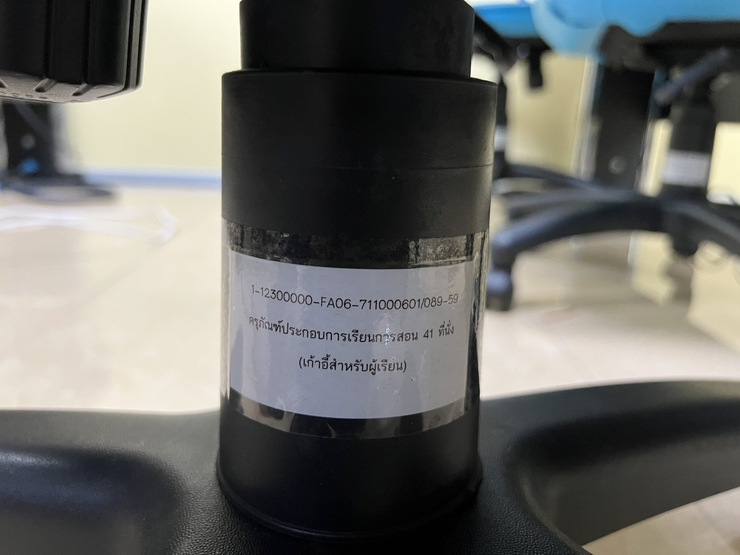 1-12300000-FA06-711000601/089-59
ครุภัณฑ์ประกอบการเรียนการสอน 41 ที่นั่ง
(เก้าอี้สำหรับผู้เรียน)